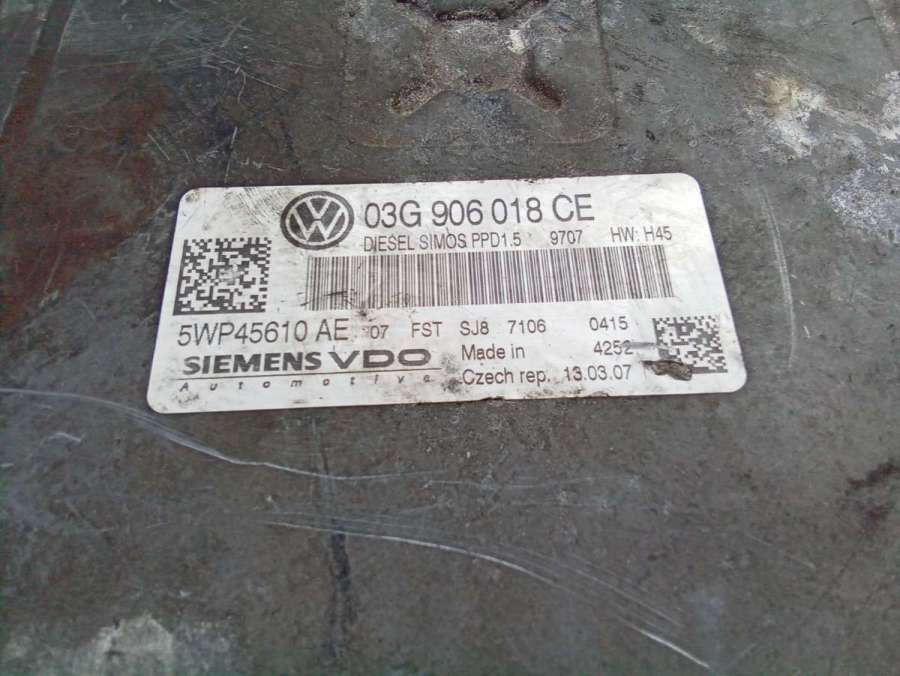 03G 906 018 CE
DIESEL SIMOS PPD1.5 9707 HW: H45
5WP45610 AE 07 FST SJ8 7106 0415
SIEMENS VDO Made in 4252
Automotive Czech rep. 13.03.07